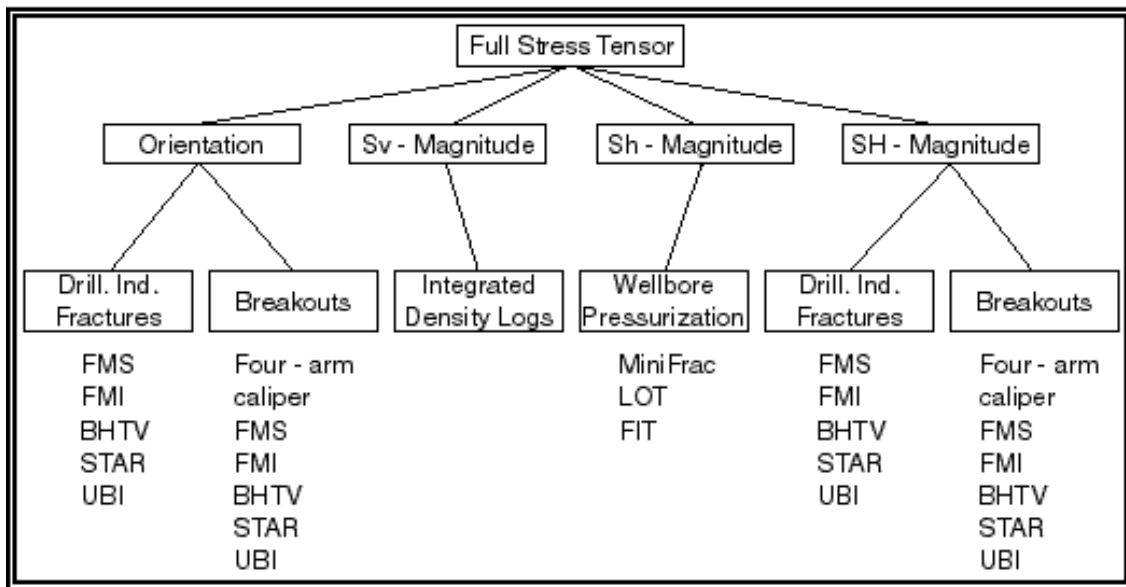 Full Stress Tensor
Orientation
Sv - Magnitude
Sh - Magnitude
SH - Magnitude
Drill. Ind.
Fractures
Breakouts
Integrated
Density Logs
Wellbore
Pressurization
Drill. Ind.
Fractures
Breakouts
FMS
FMI
BHTV
STAR
UBI
Four - arm
caliper
FMS
FMI
BHTV
STAR
UBI
MiniFrac
LOT
FIT
FMS
FMI
BHTV
STAR
UBI
Four - arm
caliper
FMS
FMI
BHTV
STAR
UBI